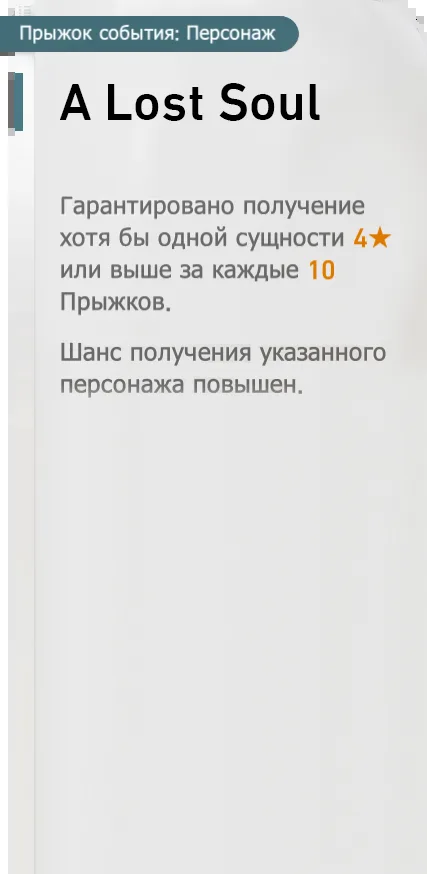 Прыжок события: Персонаж
A Lost Soul
Гарантировано получение
хотя бы одной сущности 4★
или выше за каждые 10
Прыжков.
Шанс получения указанного
персонажа повышен.